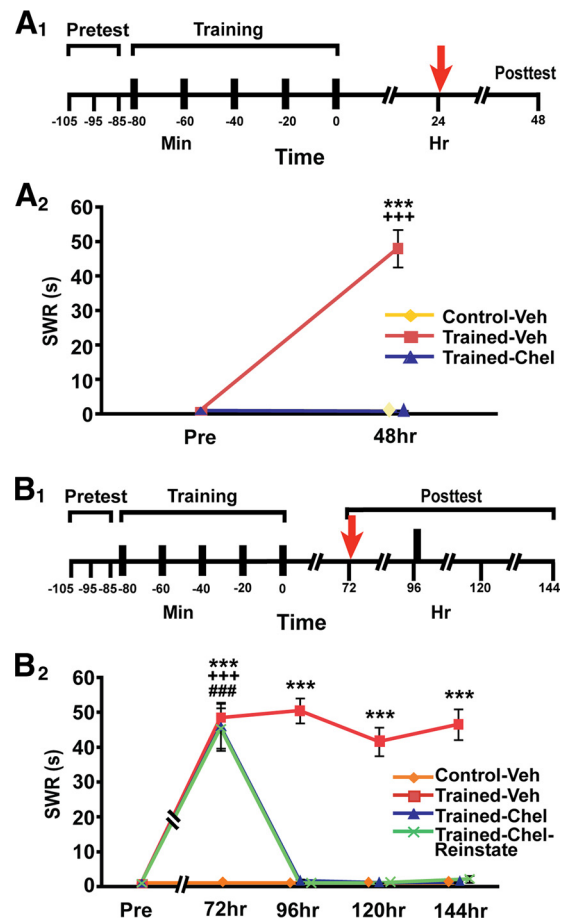 A1
Pretest Training
Posttest
-105 -95 -85 -80 -60 -40 -20 0 24 48
Min Hr
Time
A2
***
+++
60
50
40
30
20
10
0
SWR (s)
Control-Veh
Trained-Veh
Trained-Chel
Pre 48hr
B1
Pretest Training Posttest
-105 -95 -85 -80 -60 -40 -20 0 72 96 120 144
Min Hr
Time
B2
***
+++
###
*** *** ***
60
50
40
30
20
10
0
SWR (s)
Control-Veh
Trained-Veh
Trained-Chel
Trained-Chel-
Reinstate
Pre 72hr 96hr 120hr 144hr